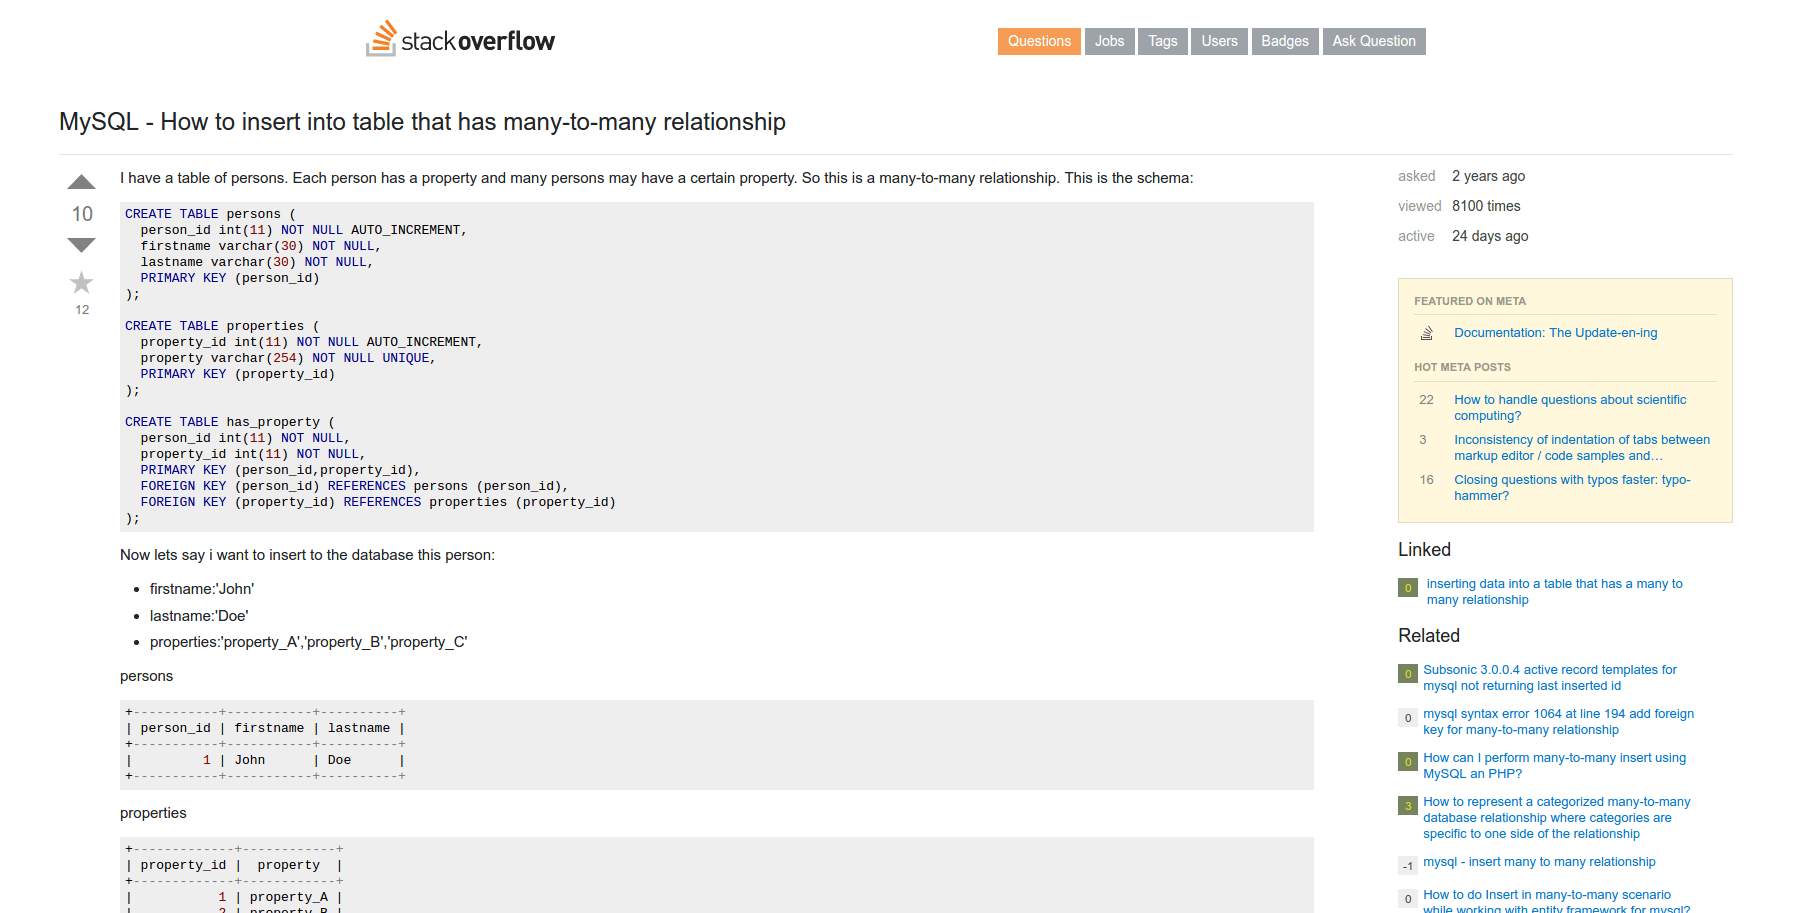 stackoverflow
Questions Jobs Tags Users Badges Ask Question
MySQL - How to insert into table that has many-to-many relationship
10
12
I have a table of persons. Each person has a property and many persons may have a certain property. So this is a many-to-many relationship. This is the schema:
CREATE TABLE persons (
  person_id int(11) NOT NULL AUTO_INCREMENT,
  firstname varchar(30) NOT NULL,
  lastname varchar(30) NOT NULL,
  PRIMARY KEY (person_id)
);
CREATE TABLE properties (
  property_id int(11) NOT NULL AUTO_INCREMENT,
  property varchar(254) NOT NULL UNIQUE,
  PRIMARY KEY (property_id)
);
CREATE TABLE has_property (
  person_id int(11) NOT NULL,
  property_id int(11) NOT NULL,
  PRIMARY KEY (person_id,property_id),
  FOREIGN KEY (person_id) REFERENCES persons (person_id),
  FOREIGN KEY (property_id) REFERENCES properties (property_id)
);
Now lets say i want to insert to the database this person:
• firstname:'John'
• lastname:'Doe'
• properties:'property_A','property_B','property_C'
persons
+-----------+-----------+----------+
| person_id | firstname | lastname |
+-----------+-----------+----------+
|         1 | John      | Doe      |
+-----------+-----------+----------+
properties
+-------------+------------+
| property_id |  property  |
+-------------+------------+
|           1 | property_A |
|           2 | property_B |
asked 2 years ago
viewed 8100 times
active 24 days ago
FEATURED ON META
Documentation: The Update-en-ing
HOT META POSTS
22 How to handle questions about scientific
computing?
3 Inconsistency of indentation of tabs between
markup editor / code samples and…
16 Closing questions with typos faster: typo-
hammer?
Linked
0 inserting data into a table that has a many to
many relationship
Related
0 Subsonic 3.0.0.4 active record templates for
mysql not returning last inserted id
0 mysql syntax error 1064 at line 194 add foreign
key for many-to-many relationship
0 How can I perform many-to-many insert using
MySQL an PHP?
3 How to represent a categorized many-to-many
database relationship where categories are
specific to one side of the relationship
-1 mysql - insert many to many relationship
0 How to do Insert in many-to-many scenario
while working with entity framework for mysql?